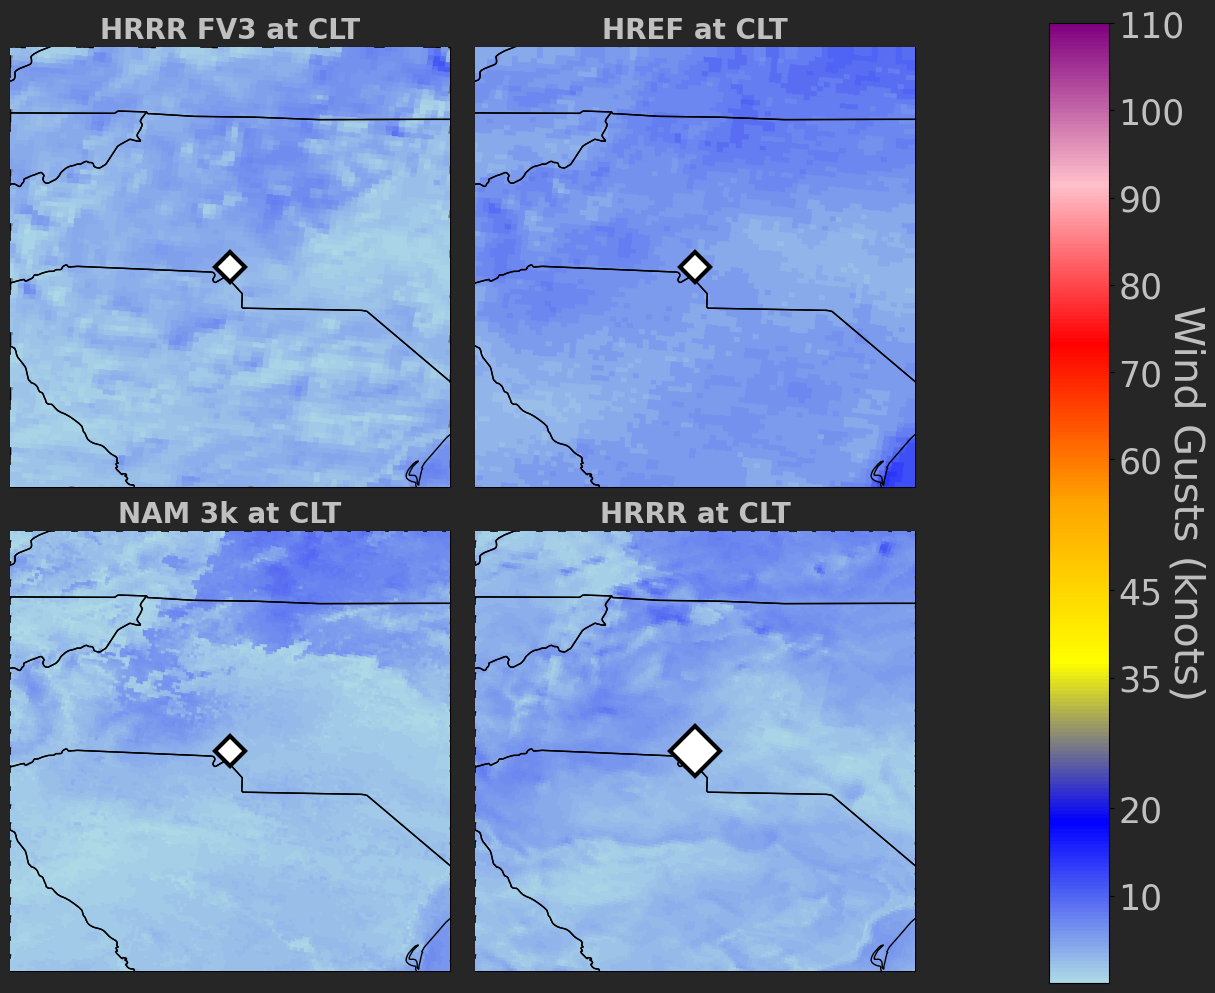 HRRR FV3 at CLT
HREF at CLT
NAM 3k at CLT
HRRR at CLT
110
100
90
80
70
60
45
35
20
10
Wind Gusts (knots)